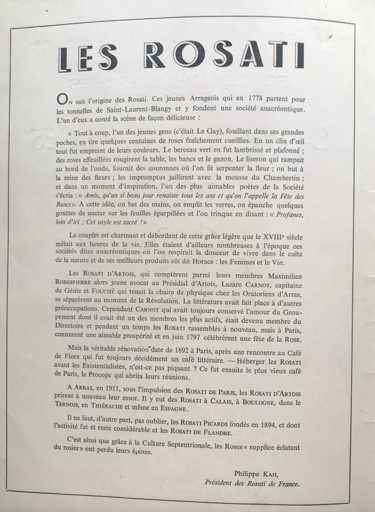 LES ROSATI
On sait l'origine des Rosati. Ces jeunes Arrageois qui en 1778 partent pour
les tonnelles de Saint-Laurent-Blangy et y fondent une société anacréontique.
L'un d'eux a conté la scène de façon délicieuse :
« Tout à coup, l'un des jeunes gens (c'était Le Gay), fouillant dans ses grandes
poches, en tire quelques centaines de roses fraîchement cueillies. En un clin d'œil
tout fut empreint de leurs couleurs. Le berceau vert en fut lambrissé et plafonné ;
des roses effeuillées rougirent la table, les bancs et le gazon. Le liseron qui rampait
au bord de l'onde, fournit des couronnes où l'on fit serpenter la fleur ; on but à
la reine des fleurs ; les impromptus jaillirent avec la mousse du Chambertin ;
et dans un moment d'inspiration, l'un des plus aimables poètes de la Société
s'écria : « Amis, qu'un si beau jour renaisse tous les ans et qu'on l'appelle la Fête des
Roses ». A cette idée, on bat des mains, on emplit les verres, on épanche quelques
gouttes de nectar sur les feuilles éparpillées et l'on trinque en disant : « Profanes,
loin d'ici ; Cet asyle est sacré !»
Le couplet est charmant et débordant de cette grâce légère que le XVIIIe siècle
mêlait aux heures de la vie. Elles étaient d'ailleurs nombreuses à l'époque ces
sociétés dites anacréontiques où l'on respirait la douceur de vivre dans le culte
de la nature et de ses meilleurs produits eût dit Horace : les Femmes et le Vin.
Les Rosati d'Artois, qui comptèrent parmi leurs membres Maximilien
Robespierre alors jeune avocat au Présidial d'Artois, Lazare Carnot, capitaine
de Génie et Fouché qui tenait la chaire de physique chez les Oratoriens d'Arras,
se séparèrent au moment de la Révolution. La littérature avait fait place à d'autres
préoccupations. Cependant Carnot qui avait toujours conservé l'amour du Grou-
pement dont il avait été un des membres les plus actifs, était devenu membre du
Directoire et pendant un temps les Rosati rassemblés à nouveau, mais à Paris,
connurent une aimable prospérité et en juin 1797 célébrèrent une fête de la Rose.
Mais la véritable rénovation date de 1892 à Paris, après une rencontre au Café
de Flore qui fut toujours décidément un café littéraire. — Héberger les Rosati
avant les Existentialistes, n'est-ce pas piquant ? Ce fut ensuite le plus vieux café
de Paris, le Procope qui abrita leurs réunions.
A Arras, en 1911, sous l'impulsion des Rosati de Paris, les Rosati d'Artois
prirent à nouveau leur essor. Il y eut des Rosati à Calais, à Boulogne, dans le
Ternois, en Thiérache et même en Espagne.
Il ne faut, d'autre part, pas oublier, les Rosati Picards fondés en 1894, et dont
l'activité fut et reste considérable et les Rosati de Flandre.
C'est ainsi que grâce à la Culture Septentrionale, les Roses « supplice éclatant
du rosier » ont perdu leurs épines.
Philippe Kah,
Président des Rosati de France.